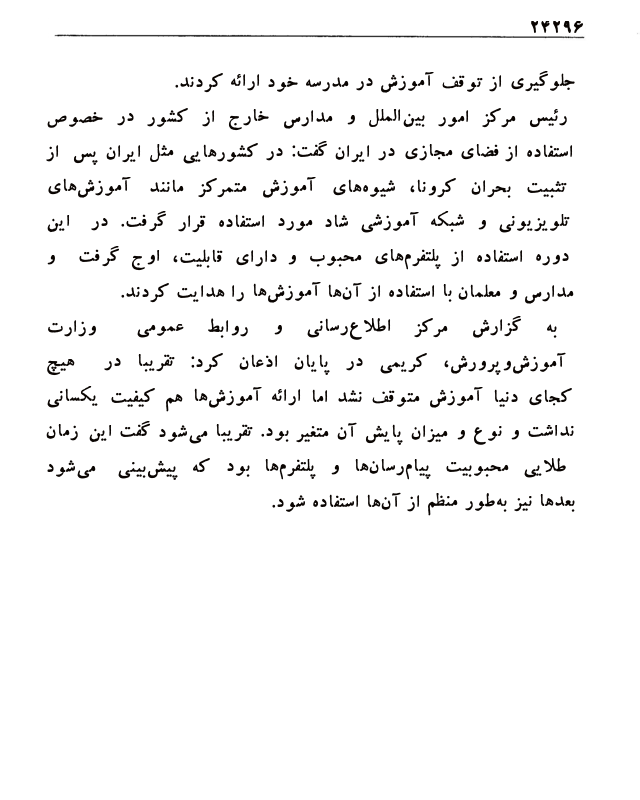 ۲۴۲۹۶
جلوگیری از توقف آموزش در مدرسه خود ارائه کردند.
رئیس مرکز امور بین‌الملل و مدارس خارج از کشور در خصوص
استفاده از فضای مجازی در ایران گفت: در کشورهایی مثل ایران پس از
تثبیت بحران کرونا، شیوه‌های آموزش متمرکز مانند آموزش‌های
تلویزیونی و شبکه آموزشی شاد مورد استفاده قرار گرفت. در این
دوره استفاده از پلتفرم‌های محبوب و دارای قابلیت، اوج گرفت و
مدارس و معلمان با استفاده از آن‌ها آموزش‌ها را هدایت کردند.
به گزارش مرکز اطلاع‌رسانی و روابط عمومی وزارت
آموزش‌وپرورش، کریمی در پایان اذعان کرد: تقریبا در هیچ
کجای دنیا آموزش متوقف نشد اما ارائه آموزش‌ها هم کیفیت یکسانی
نداشت و نوع و میزان پایش آن متغیر بود. تقریبا می‌شود گفت این زمان
طلایی محبوبیت پیام‌رسان‌ها و پلتفرم‌ها بود که پیش‌بینی می‌شود
بعدها نیز به‌طور منظم از آن‌ها استفاده شود.